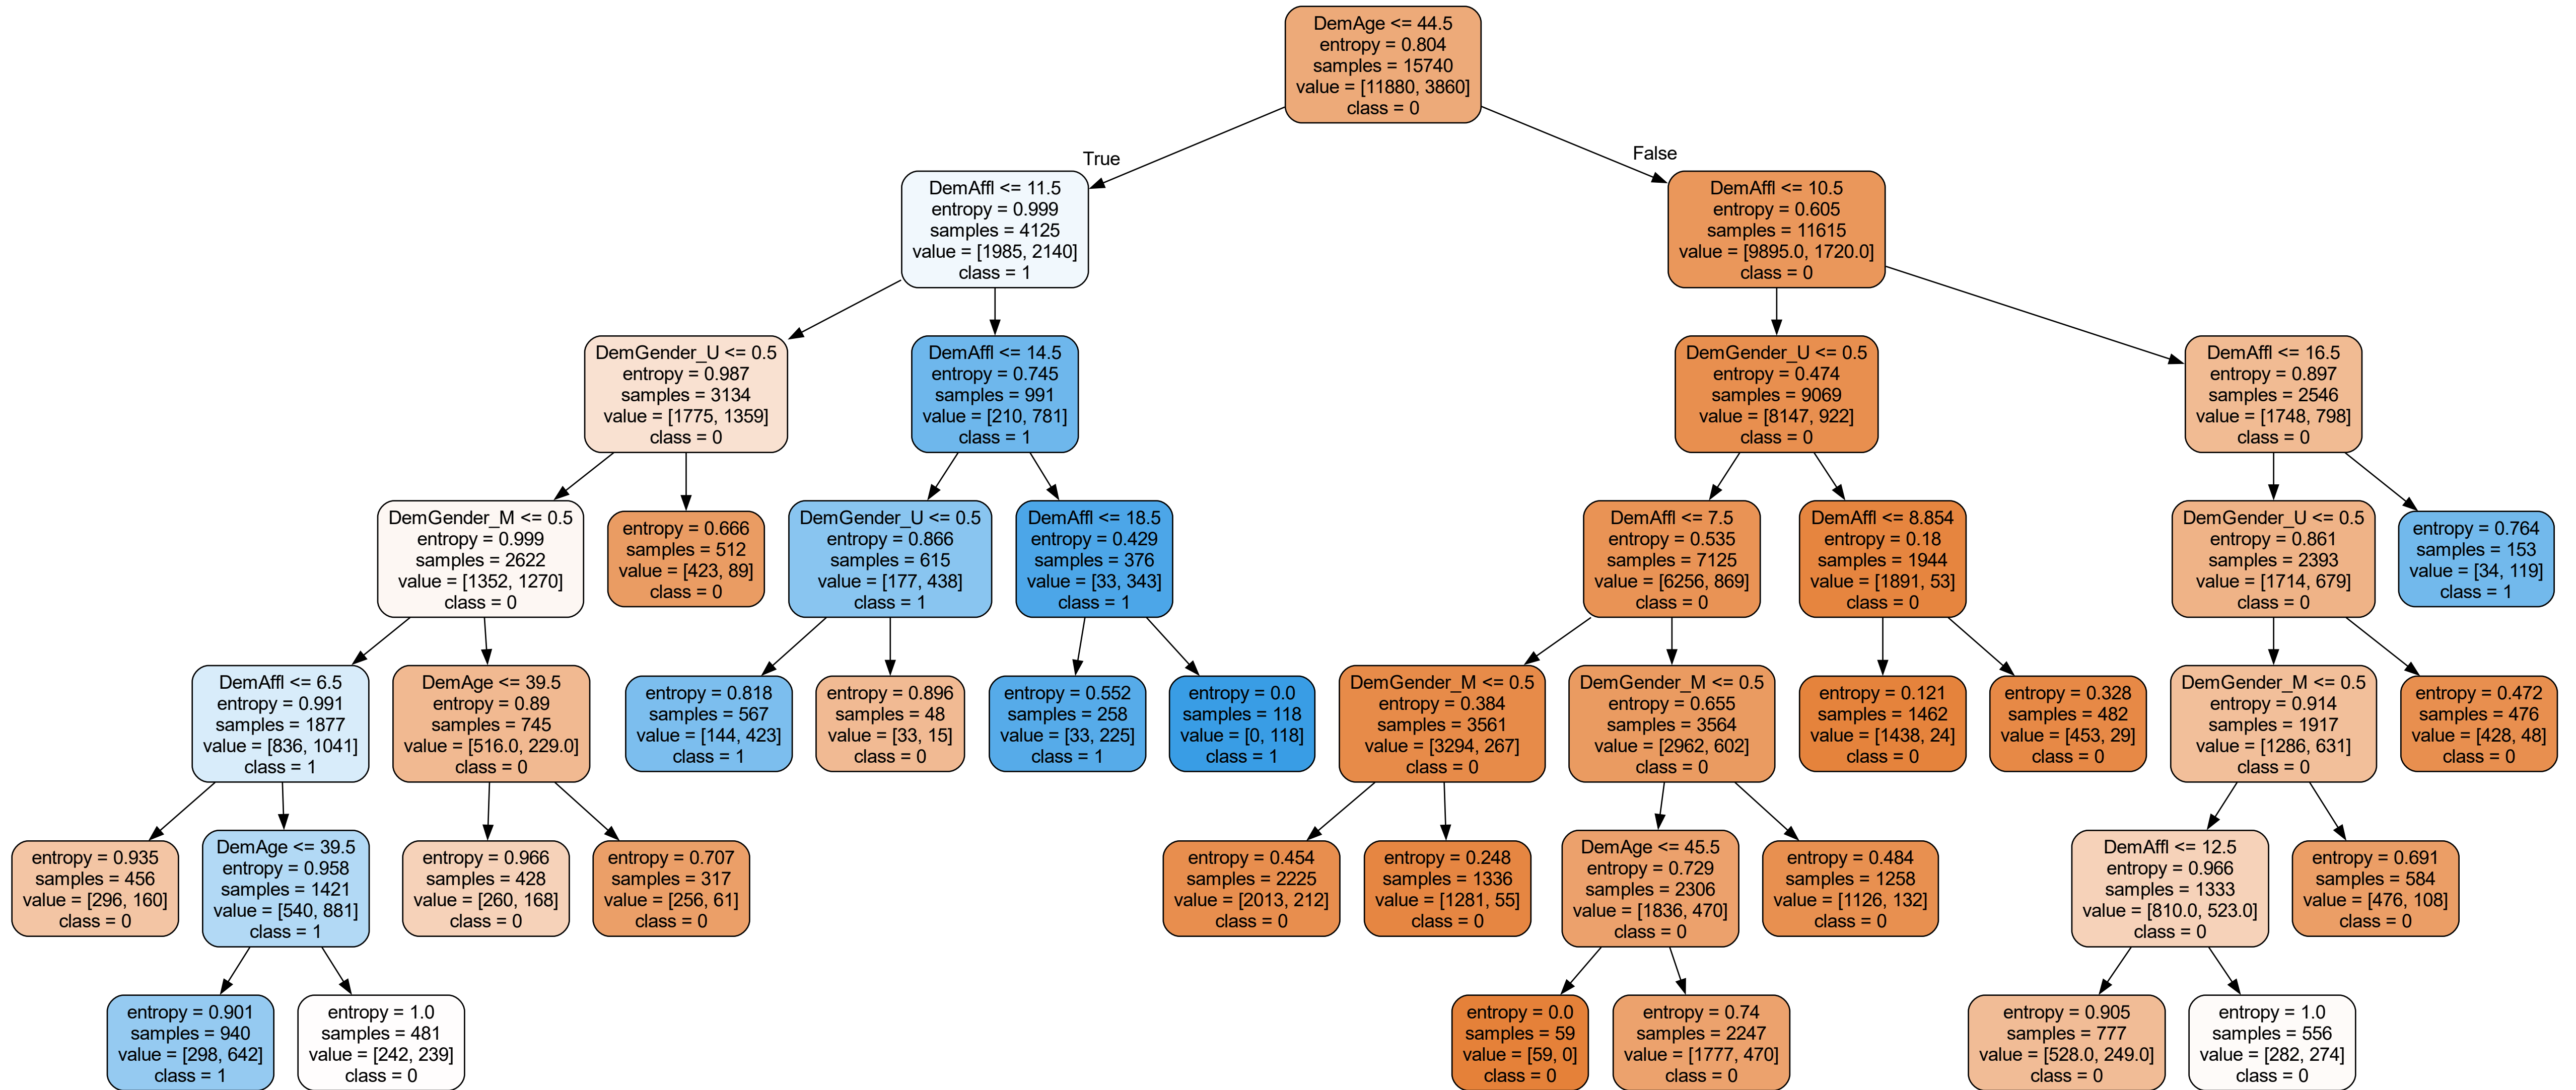 DemAge <= 44.5
entropy = 0.804
samples = 15740
value = [11880, 3860]
class = 0
True
False
DemAffl <= 11.5
entropy = 0.999
samples = 4125
value = [1985, 2140]
class = 1
DemAffl <= 10.5
entropy = 0.605
samples = 11615
value = [9895.0, 1720.0]
class = 0
DemGender_U <= 0.5
entropy = 0.987
samples = 3134
value = [1775, 1359]
class = 0
DemAffl <= 14.5
entropy = 0.745
samples = 991
value = [210, 781]
class = 1
DemGender_U <= 0.5
entropy = 0.474
samples = 9069
value = [8147, 922]
class = 0
DemAffl <= 16.5
entropy = 0.897
samples = 2546
value = [1748, 798]
class = 0
DemGender_M <= 0.5
entropy = 0.999
samples = 2622
value = [1352, 1270]
class = 0
entropy = 0.666
samples = 512
value = [423, 89]
class = 0
DemGender_U <= 0.5
entropy = 0.866
samples = 615
value = [177, 438]
class = 1
DemAffl <= 18.5
entropy = 0.429
samples = 376
value = [33, 343]
class = 1
DemAffl <= 7.5
entropy = 0.535
samples = 7125
value = [6256, 869]
class = 0
DemAffl <= 8.854
entropy = 0.18
samples = 1944
value = [1891, 53]
class = 0
DemGender_U <= 0.5
entropy = 0.861
samples = 2393
value = [1714, 679]
class = 0
entropy = 0.764
samples = 153
value = [34, 119]
class = 1
DemAffl <= 6.5
entropy = 0.991
samples = 1877
value = [836, 1041]
class = 1
DemAge <= 39.5
entropy = 0.89
samples = 745
value = [516.0, 229.0]
class = 0
entropy = 0.818
samples = 567
value = [144, 423]
class = 1
entropy = 0.896
samples = 48
value = [33, 15]
class = 0
entropy = 0.552
samples = 258
value = [33, 225]
class = 1
entropy = 0.0
samples = 118
value = [0, 118]
class = 1
DemGender_M <= 0.5
entropy = 0.384
samples = 3561
value = [3294, 267]
class = 0
DemGender_M <= 0.5
entropy = 0.655
samples = 3564
value = [2962, 602]
class = 0
entropy = 0.121
samples = 1462
value = [1438, 24]
class = 0
entropy = 0.328
samples = 482
value = [453, 29]
class = 0
DemGender_M <= 0.5
entropy = 0.914
samples = 1917
value = [1286, 631]
class = 0
entropy = 0.472
samples = 476
value = [428, 48]
class = 0
entropy = 0.935
samples = 456
value = [296, 160]
class = 0
DemAge <= 39.5
entropy = 0.958
samples = 1421
value = [540, 881]
class = 1
entropy = 0.966
samples = 428
value = [260, 168]
class = 0
entropy = 0.707
samples = 317
value = [256, 61]
class = 0
entropy = 0.454
samples = 2225
value = [2013, 212]
class = 0
entropy = 0.248
samples = 1336
value = [1281, 55]
class = 0
DemAge <= 45.5
entropy = 0.729
samples = 2306
value = [1836, 470]
class = 0
entropy = 0.484
samples = 1258
value = [1126, 132]
class = 0
DemAffl <= 12.5
entropy = 0.966
samples = 1333
value = [810.0, 523.0]
class = 0
entropy = 0.691
samples = 584
value = [476, 108]
class = 0
entropy = 0.901
samples = 940
value = [298, 642]
class = 1
entropy = 1.0
samples = 481
value = [242, 239]
class = 0
entropy = 0.0
samples = 59
value = [59, 0]
class = 0
entropy = 0.74
samples = 2247
value = [1777, 470]
class = 0
entropy = 0.905
samples = 777
value = [528.0, 249.0]
class = 0
entropy = 1.0
samples = 556
value = [282, 274]
class = 0